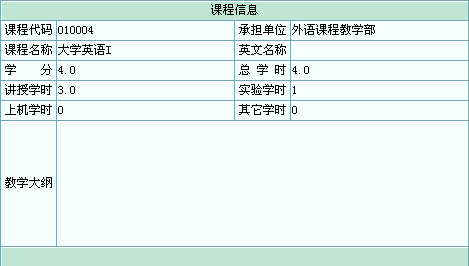 课程信息
课程代码 010004 承担单位 外语课程教学部
课程名称 大学英语I 英文名称
学 分 4.0 总 学 时 4.0
讲授学时 3.0 实验学时 1
上机学时 0 其它学时 0
教学大纲